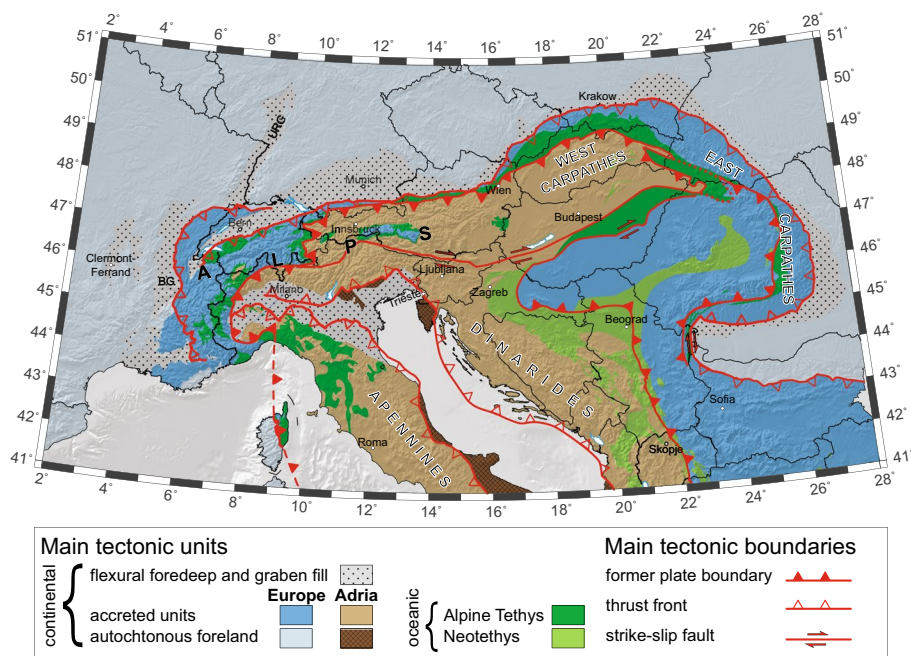 2° 4° 6° 8° 10° 12° 14° 16° 18° 20° 22° 24° 26° 28°
51° 51°
50° 50°
49° 49°
48° 48°
47° 47°
46° 46°
45° 45°
44° 44°
43° 43°
42° 42°
41° 41°
4° 6° 8° 10° 12° 14° 16° 18° 20° 22° 24° 26° 28°
Krakow
URG
WEST
CARPATHES
EAST
CARPATHES
Munich
Wien
Bern
Innsbruck
Budapest
A L P S
Clermont-
Ferrand
BG
Ljubljana
Milano
Trieste
Zagreb
Beograd
DINARIDES
APENNINES
Sofia
Roma
Skopje
Main tectonic units
continental
flexural foredeep and graben fill
Europe Adria
accreted units
autochtonous foreland
oceanic
Alpine Tethys
Neotethys
Main tectonic boundaries
former plate boundary
thrust front
strike-slip fault